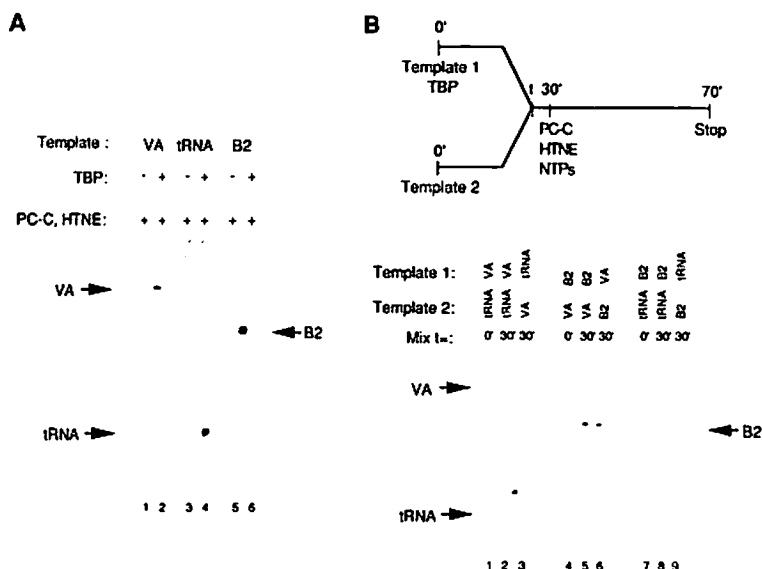 A
Template : VA tRNA B2
TBP: - + - + - +
PC-C, HTNE: + + + + + +
VA
B2
tRNA
1 2 3 4 5 6
B
0'
Template 1
TBP
0'
Template 2
t 30'
PC-C
HTNE
NTPs
70'
Stop
Template 1: VA VA tRNA B2 B2 VA B2 B2 tRNA
Template 2: tRNA tRNA VA VA VA B2 tRNA tRNA B2
Mix t=: 0' 30' 30' 0' 30' 30' 0' 30' 30'
VA
B2
tRNA
1 2 3 4 5 6 7 8 9